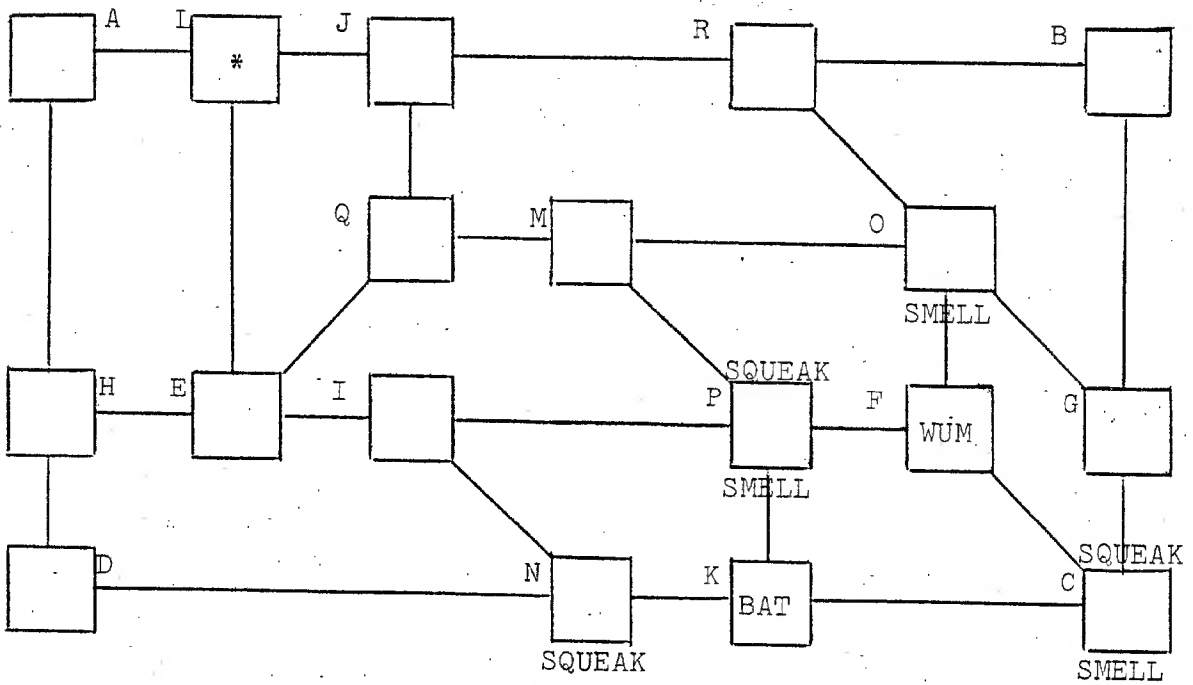 A L J R B
*
Q M O
SMELL
SQUEAK
H E I P F G
WUM
SMELL
SQUEAK
D N K C
BAT
SQUEAK
SMELL